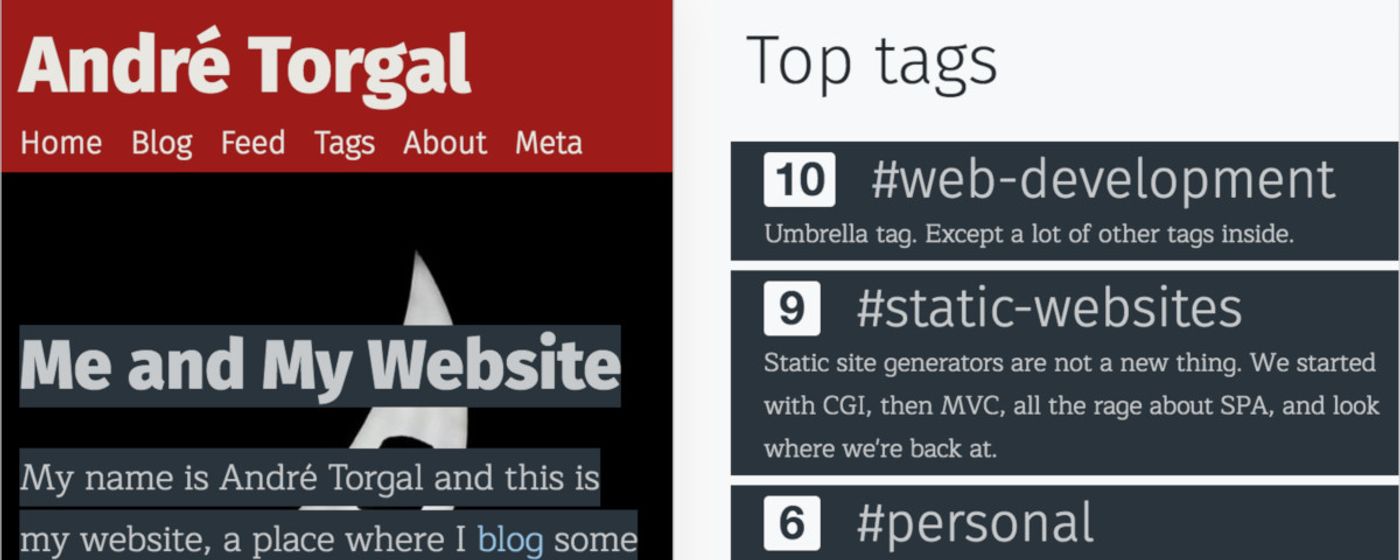 André Torgal
Home Blog Feed Tags About Meta
Me and My Website
My name is André Torgal and this is
my website, a place where I blog some
Top tags
10 #web-development
Umbrella tag. Except a lot of other tags inside.
9 #static-websites
Static site generators are not a new thing. We started
with CGI, then MVC, all the rage about SPA, and look
where we're back at.
6 #personal